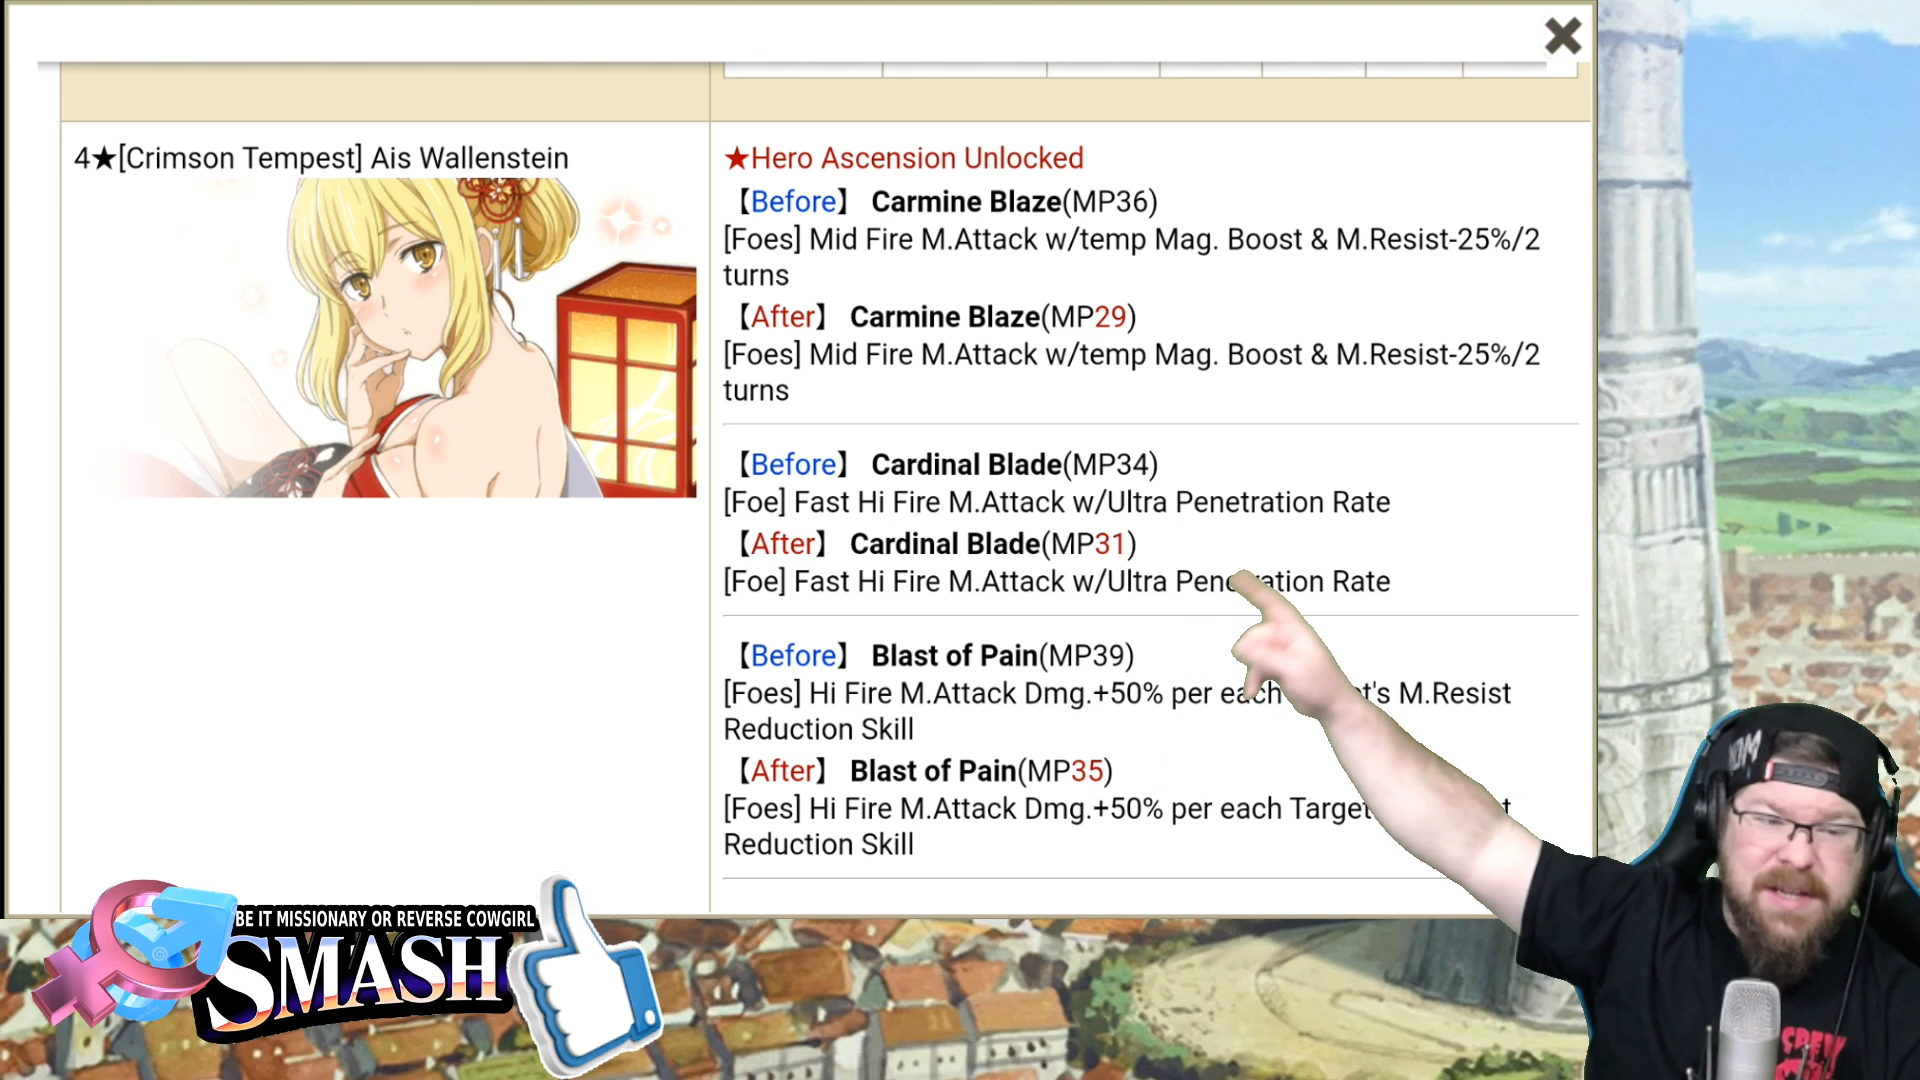 4★[Crimson Tempest] Ais Wallenstein
★Hero Ascension Unlocked
【Before】 Carmine Blaze(MP36)
[Foes] Mid Fire M.Attack w/temp Mag. Boost & M.Resist-25%/2
turns
【After】 Carmine Blaze(MP29)
[Foes] Mid Fire M.Attack w/temp Mag. Boost & M.Resist-25%/2
turns
【Before】 Cardinal Blade(MP34)
[Foe] Fast Hi Fire M.Attack w/Ultra Penetration Rate
【After】 Cardinal Blade(MP31)
[Foe] Fast Hi Fire M.Attack w/Ultra Penetration Rate
【Before】 Blast of Pain(MP39)
[Foes] Hi Fire M.Attack Dmg.+50% per each M.Resist
Reduction Skill
【After】 Blast of Pain(MP35)
[Foes] Hi Fire M.Attack Dmg.+50% per each Target
Reduction Skill
BE IT MISSIONARY OR REVERSE COWGIRL
SMASH